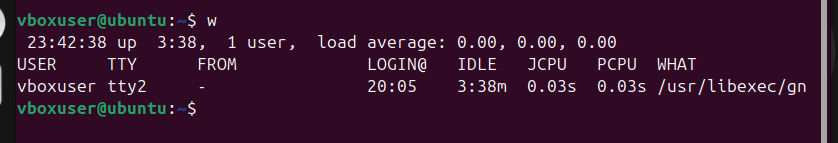 vboxuser@ubuntu:~$ w
 23:42:38 up  3:38,  1 user,  load average: 0.00, 0.00, 0.00
USER     TTY      FROM             LOGIN@   IDLE   JCPU   PCPU  WHAT
vboxuser tty2     -                20:05    3:38m  0.03s  0.03s /usr/libexec/gn
vboxuser@ubuntu:~$